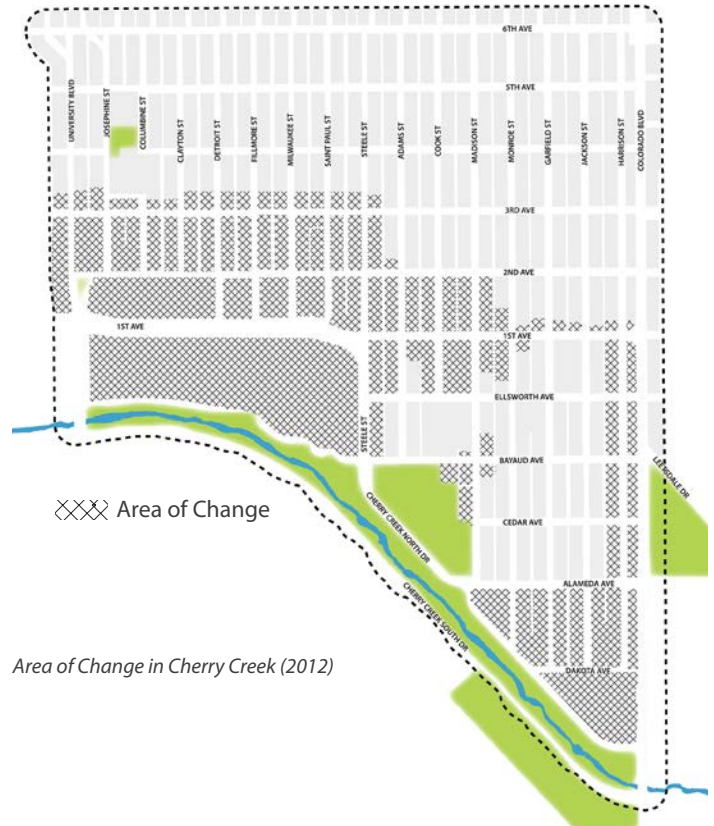 6TH AVE
5TH AVE
UNIVERSITY BLVD
JOSEPHINE ST
COLUMBINE ST
CLAYTON ST
DETROIT ST
FILLMORE ST
MILWAUKEE ST
SAINT PAUL ST
STEELE ST
ADAMS ST
COOK ST
MADISON ST
MONROE ST
GARFIELD ST
JACKSON ST
HARRISON ST
COLORADO BLVD
3RD AVE
2ND AVE
1ST AVE
1ST AVE
ELLSWORTH AVE
STEELE ST
BAYAUD AVE
LEETSDALE DR
Area of Change
CEDAR AVE
CHERRY CREEK NORTH DR
ALAMEDA AVE
CHERRY CREEK SOUTH DR
DAKOTA AVE
Area of Change in Cherry Creek (2012)